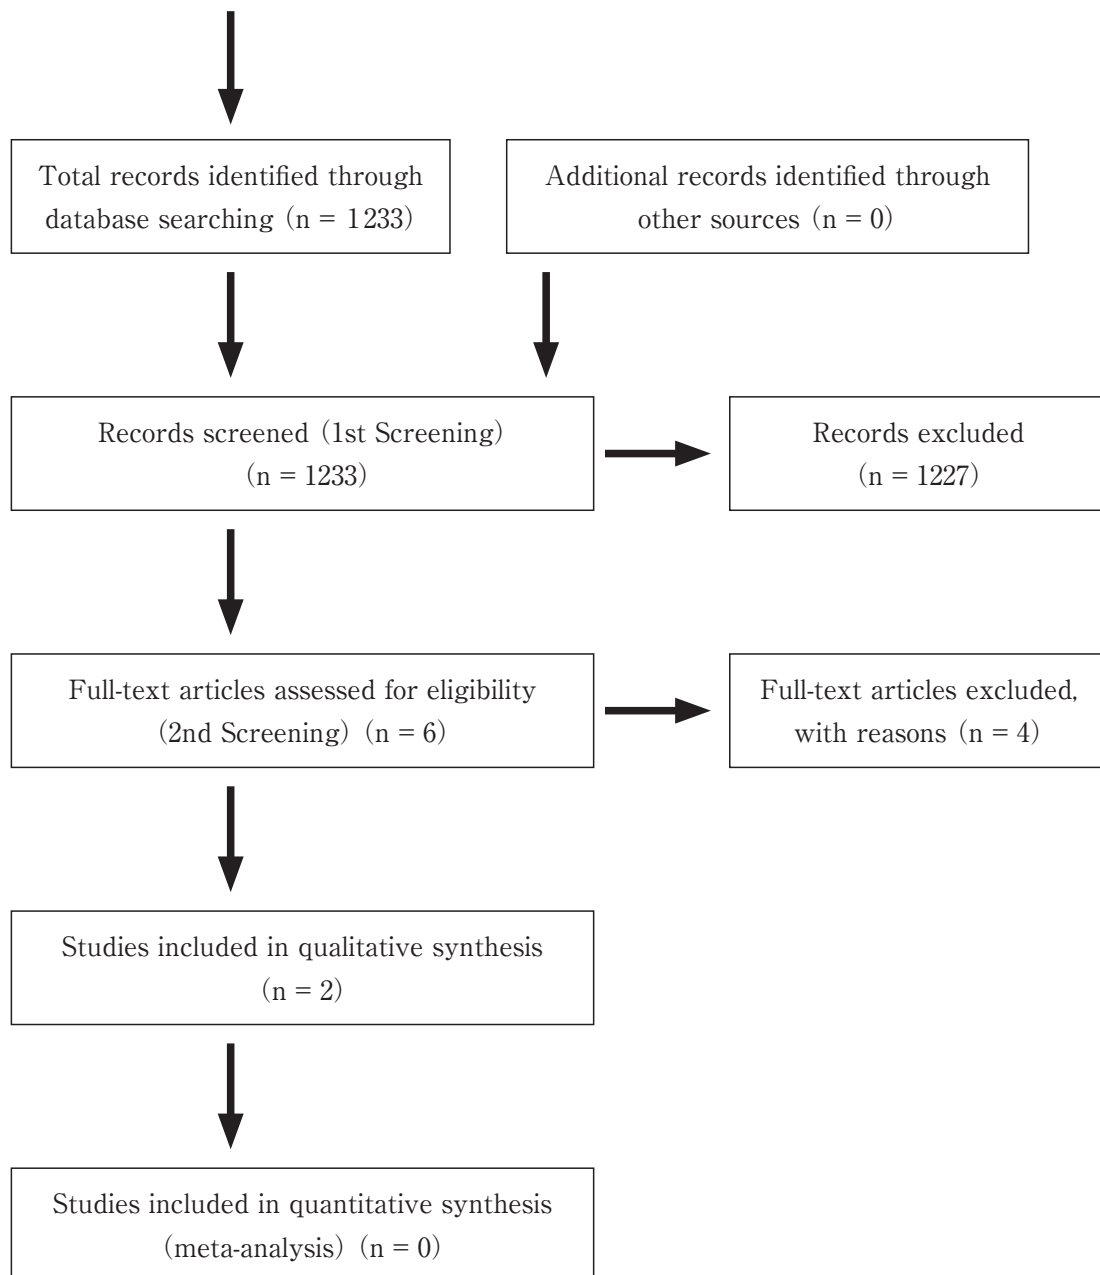 Total records identified through
database searching (n = 1233)
Additional records identified through
other sources (n = 0)
Records screened (1st Screening)
(n = 1233)
Records excluded
(n = 1227)
Full-text articles assessed for eligibility
(2nd Screening) (n = 6)
Full-text articles excluded,
with reasons (n = 4)
Studies included in qualitative synthesis
(n = 2)
Studies included in quantitative synthesis
(meta-analysis) (n = 0)